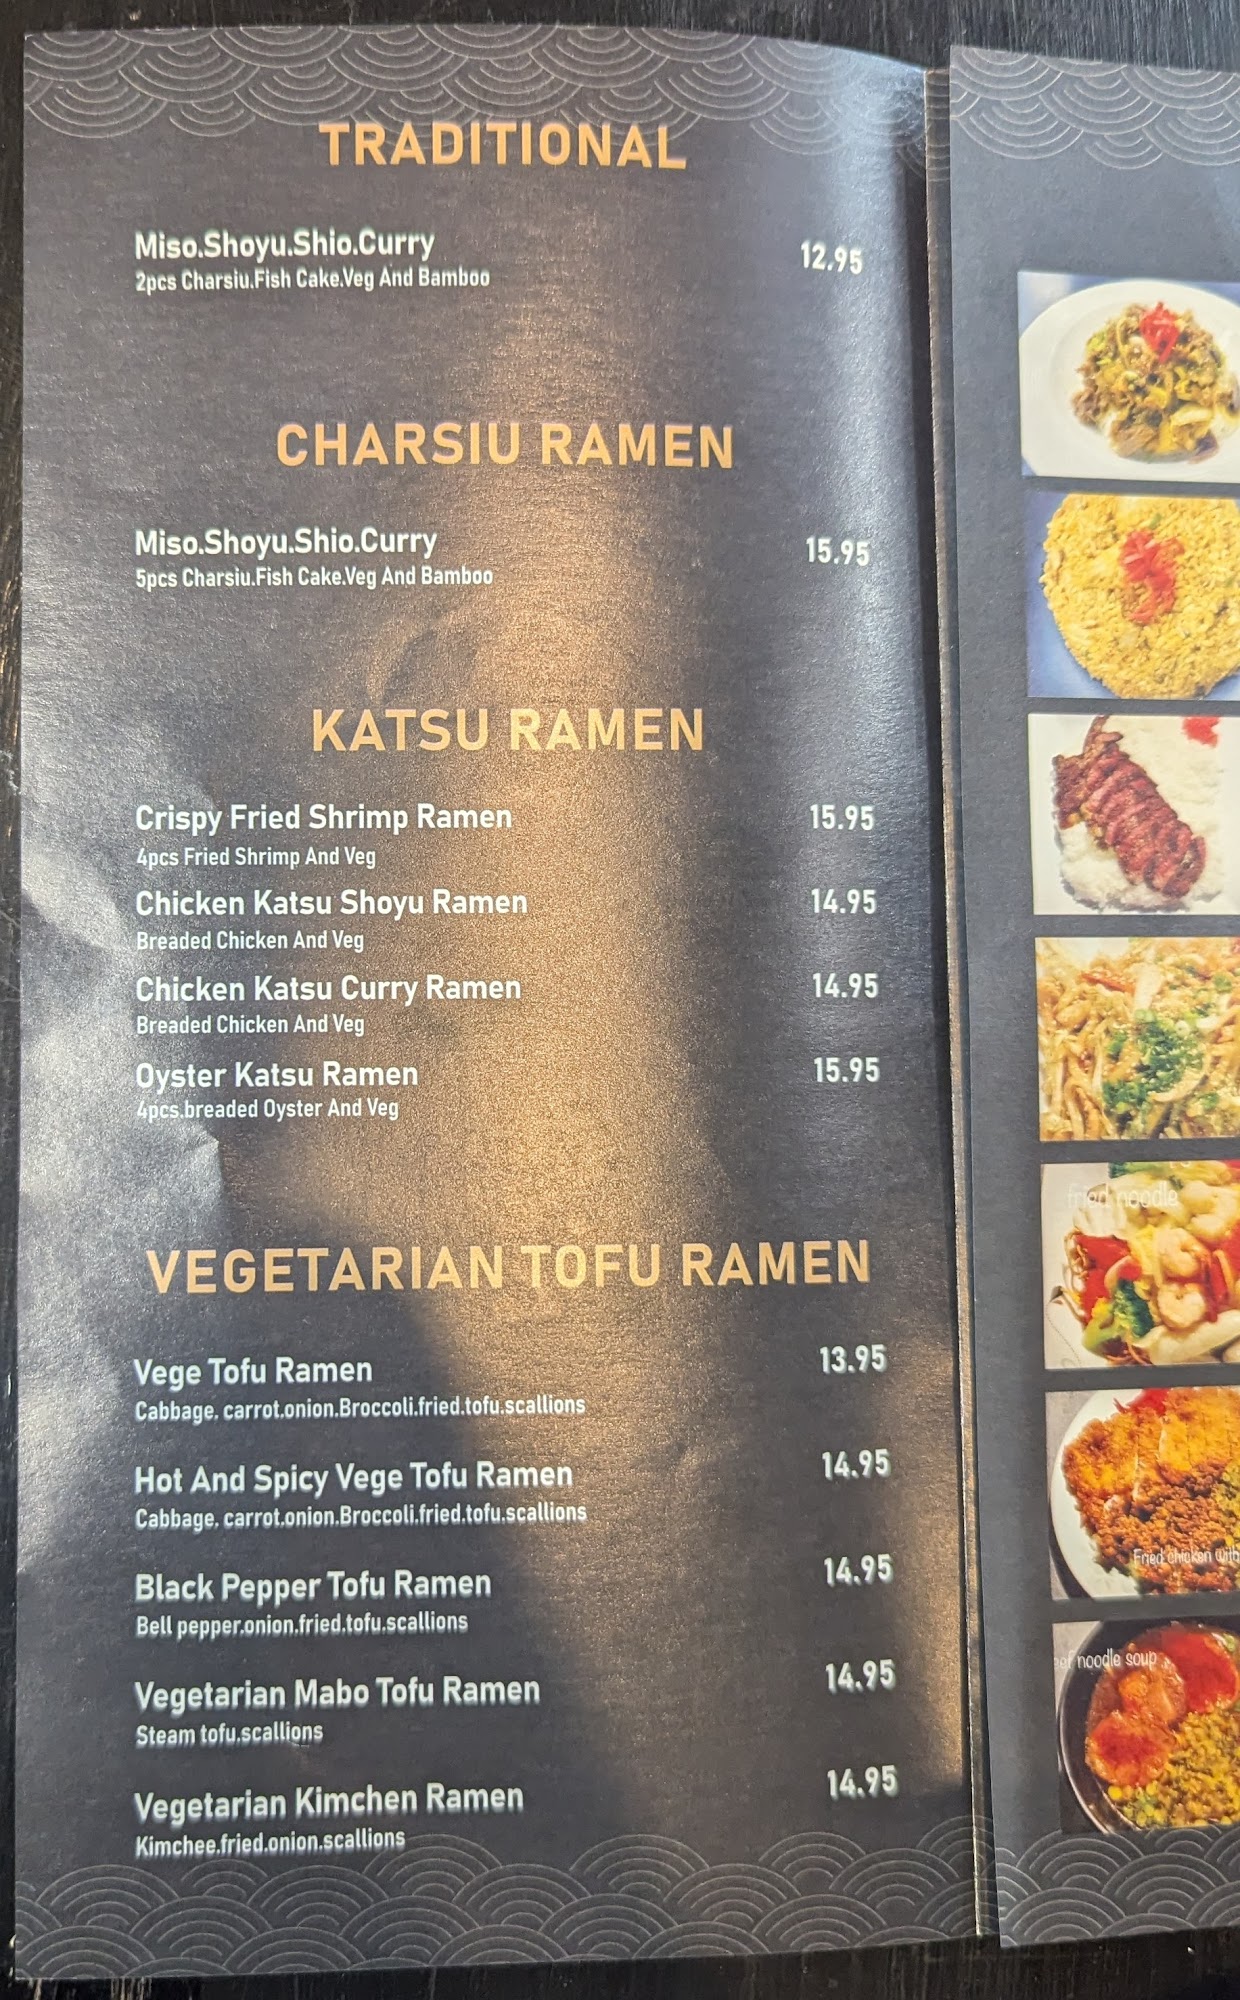 TRADITIONAL
Miso.Shoyu.Shio.Curry 12.95
2pcs Charsiu.Fish Cake.Veg And Bamboo
CHARSIU RAMEN
Miso.Shoyu.Shio.Curry 15.95
5pcs Charsiu.Fish Cake.Veg And Bamboo
KATSU RAMEN
Crispy Fried Shrimp Ramen 15.95
4pcs Fried Shrimp And Veg
Chicken Katsu Shoyu Ramen 14.95
Breaded Chicken And Veg
Chicken Katsu Curry Ramen 14.95
Breaded Chicken And Veg
Oyster Katsu Ramen 15.95
4pcs.breaded Oyster And Veg
VEGETARIAN TOFU RAMEN
Vege Tofu Ramen 13.95
Cabbage. carrot.onion.Broccoli.fried.tofu.scallions
Hot And Spicy Vege Tofu Ramen 14.95
Cabbage. carrot.onion.Broccoli.fried.tofu.scallions
Black Pepper Tofu Ramen 14.95
Bell pepper.onion.fried.tofu.scallions
Vegetarian Mabo Tofu Ramen 14.95
Steam tofu.scallions
Vegetarian Kimchen Ramen 14.95
Kimchee.fried.onion.scallions
fried noodle
Fried chicken with
noodle soup